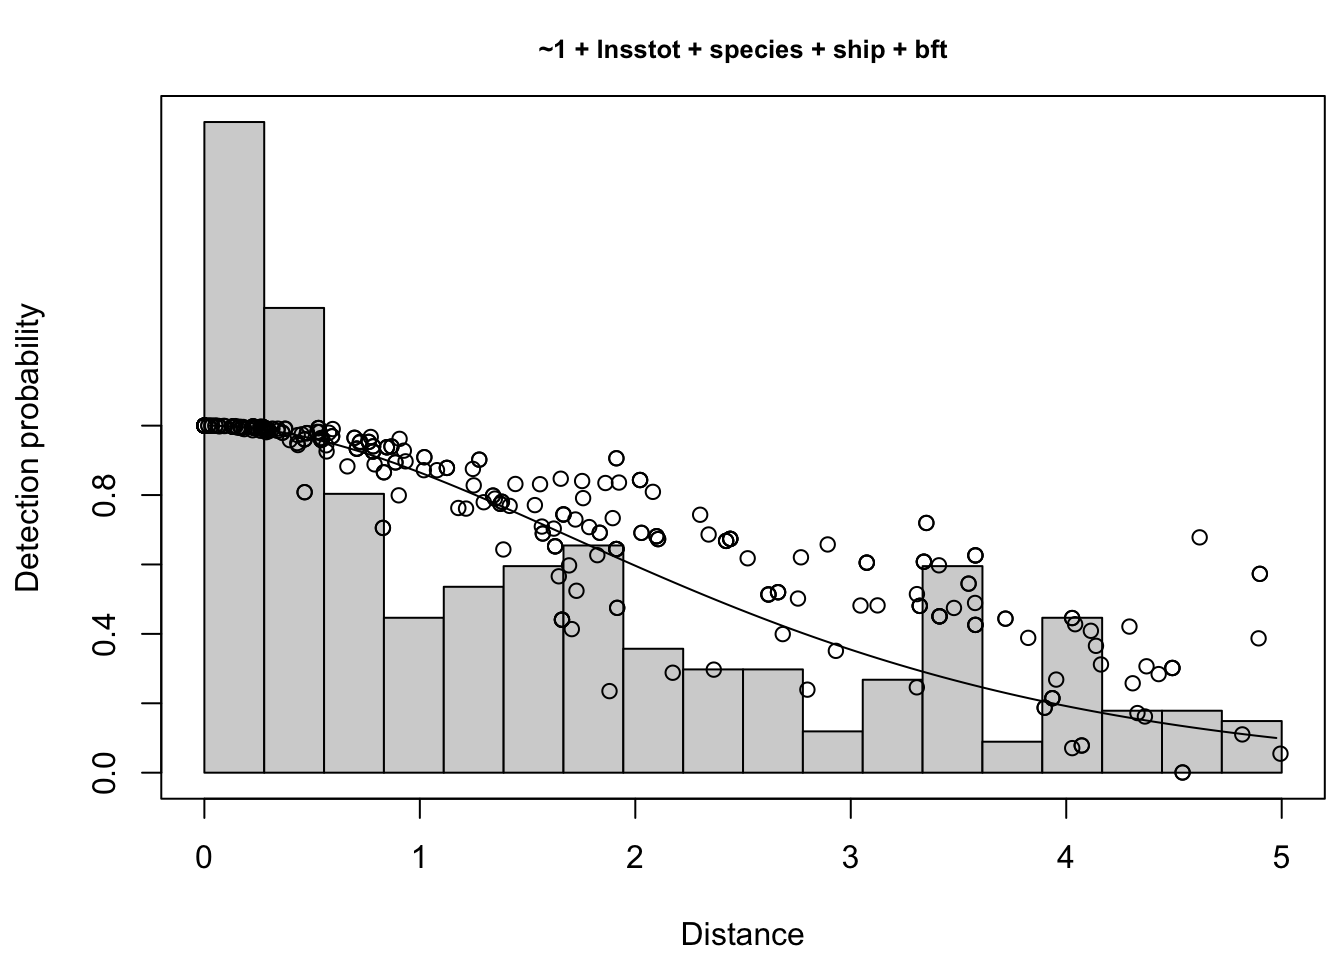 ~1 + lnsstot + species + ship + bft
Detection probability
0.8
0.4
0.0
0 1 2 3 4 5
Distance